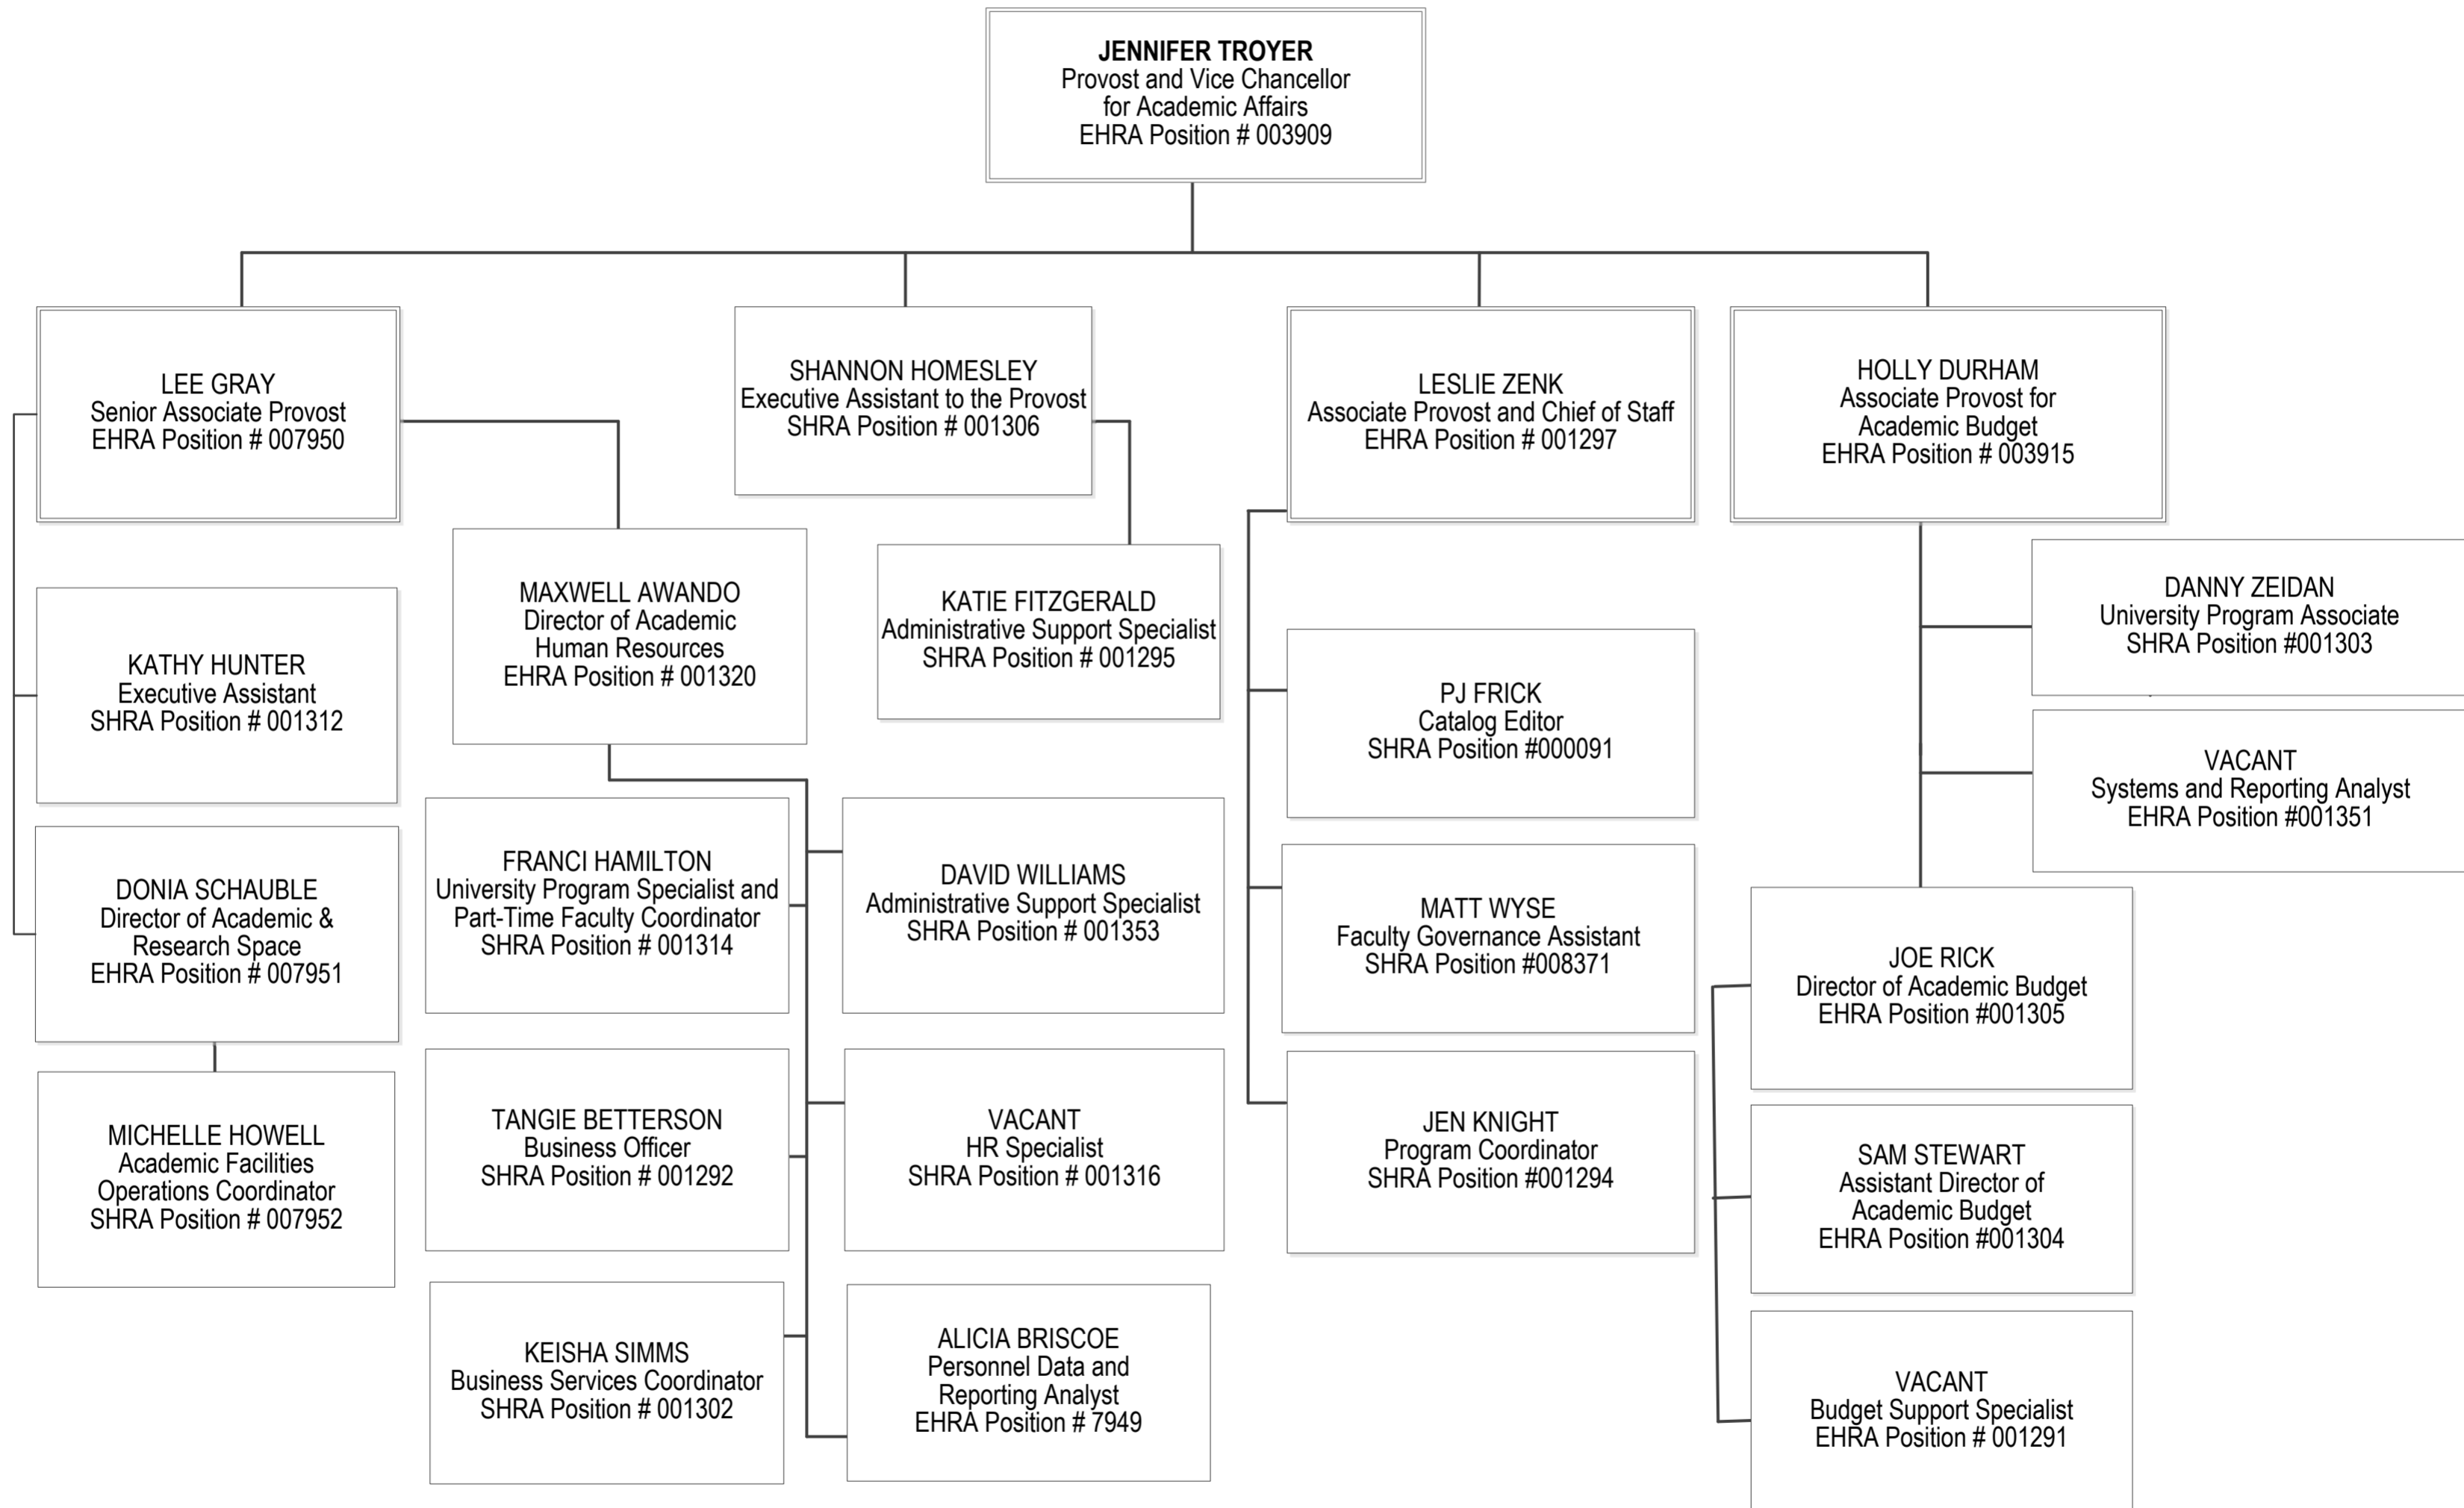 JENNIFER TROYER
Provost and Vice Chancellor
for Academic Affairs
EHRA Position # 003909
LEE GRAY
Senior Associate Provost
EHRA Position # 007950
SHANNON HOMESLEY
Executive Assistant to the Provost
SHRA Position # 001306
LESLIE ZENK
Associate Provost and Chief of Staff
EHRA Position # 001297
HOLLY DURHAM
Associate Provost for
Academic Budget
EHRA Position # 003915
KATHY HUNTER
Executive Assistant
SHRA Position # 001312
MAXWELL AWANDO
Director of Academic
Human Resources
EHRA Position # 001320
KATIE FITZGERALD
Administrative Support Specialist
SHRA Position # 001295
PJ FRICK
Catalog Editor
SHRA Position #000091
DANNY ZEIDAN
University Program Associate
SHRA Position #001303
VACANT
Systems and Reporting Analyst
EHRA Position #001351
DONIA SCHAUBLE
Director of Academic &
Research Space
EHRA Position # 007951
FRANCI HAMILTON
University Program Specialist and
Part-Time Faculty Coordinator
SHRA Position # 001314
DAVID WILLIAMS
Administrative Support Specialist
SHRA Position # 001353
MATT WYSE
Faculty Governance Assistant
SHRA Position #008371
JOE RICK
Director of Academic Budget
EHRA Position #001305
MICHELLE HOWELL
Academic Facilities
Operations Coordinator
SHRA Position # 007952
TANGIE BETTERSON
Business Officer
SHRA Position # 001292
VACANT
HR Specialist
SHRA Position # 001316
JEN KNIGHT
Program Coordinator
SHRA Position #001294
SAM STEWART
Assistant Director of
Academic Budget
EHRA Position #001304
KEISHA SIMMS
Business Services Coordinator
SHRA Position # 001302
ALICIA BRISCOE
Personnel Data and
Reporting Analyst
EHRA Position # 7949
VACANT
Budget Support Specialist
EHRA Position # 001291